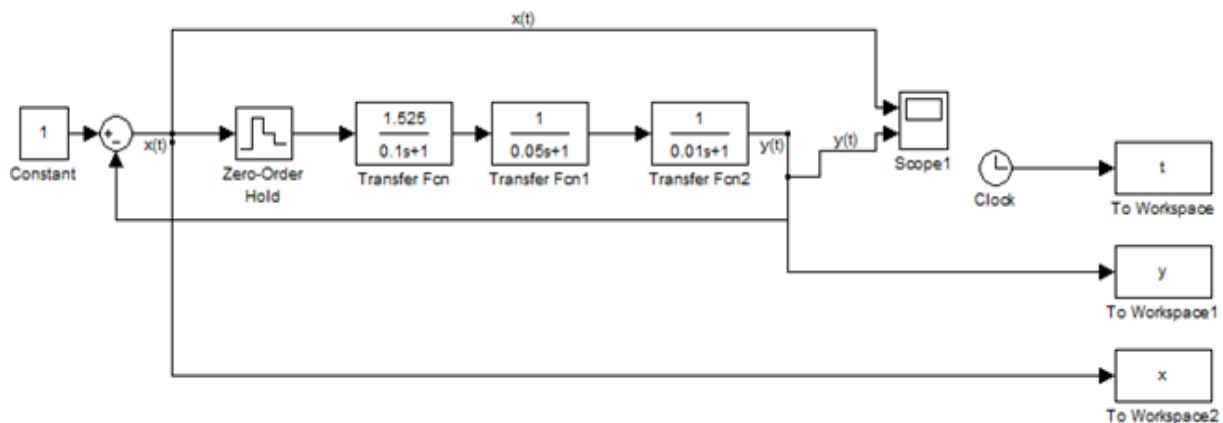 x(t)
1
Constant
+
−
x(t)
Zero-Order
Hold
1.525
0.1s+1
Transfer Fcn
1
0.05s+1
Transfer Fcn1
1
0.01s+1
Transfer Fcn2
y(t)
y(t)
Scope1
Clock
t
To Workspace
y
To Workspace1
x
To Workspace2